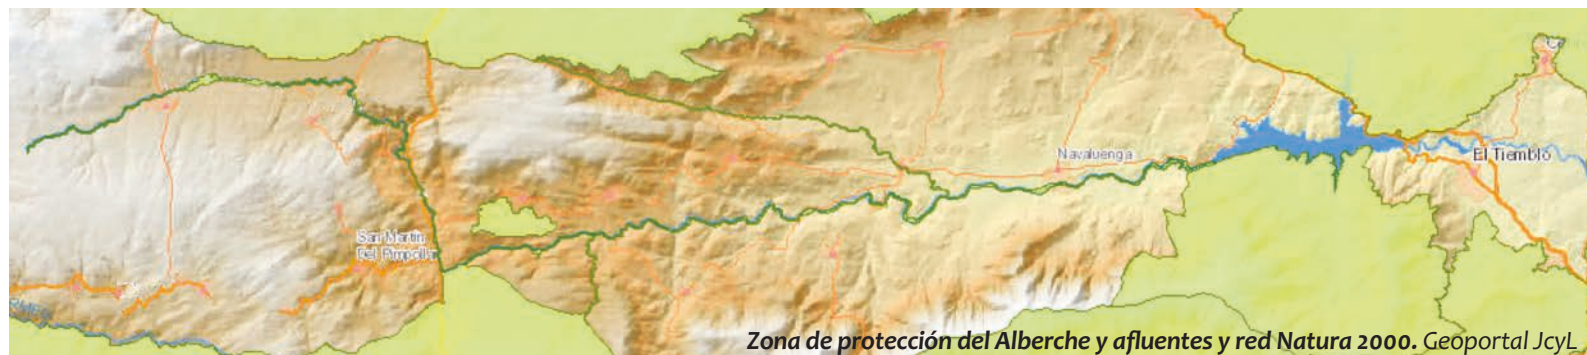 Navaluenga
El Tiemblo
San Martín
Del Pimpollar
Zona de protección del Alberche y afluentes y red Natura 2000. Geoportal JcyL